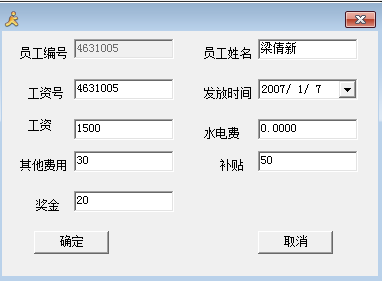 员工编号 4631005 员工姓名 梁倩新
工资号 4631005 发放时间 2007/ 1/ 7
工资 1500 水电费 0.0000
其他费用 30 补贴 50
奖金 20
确定 取消